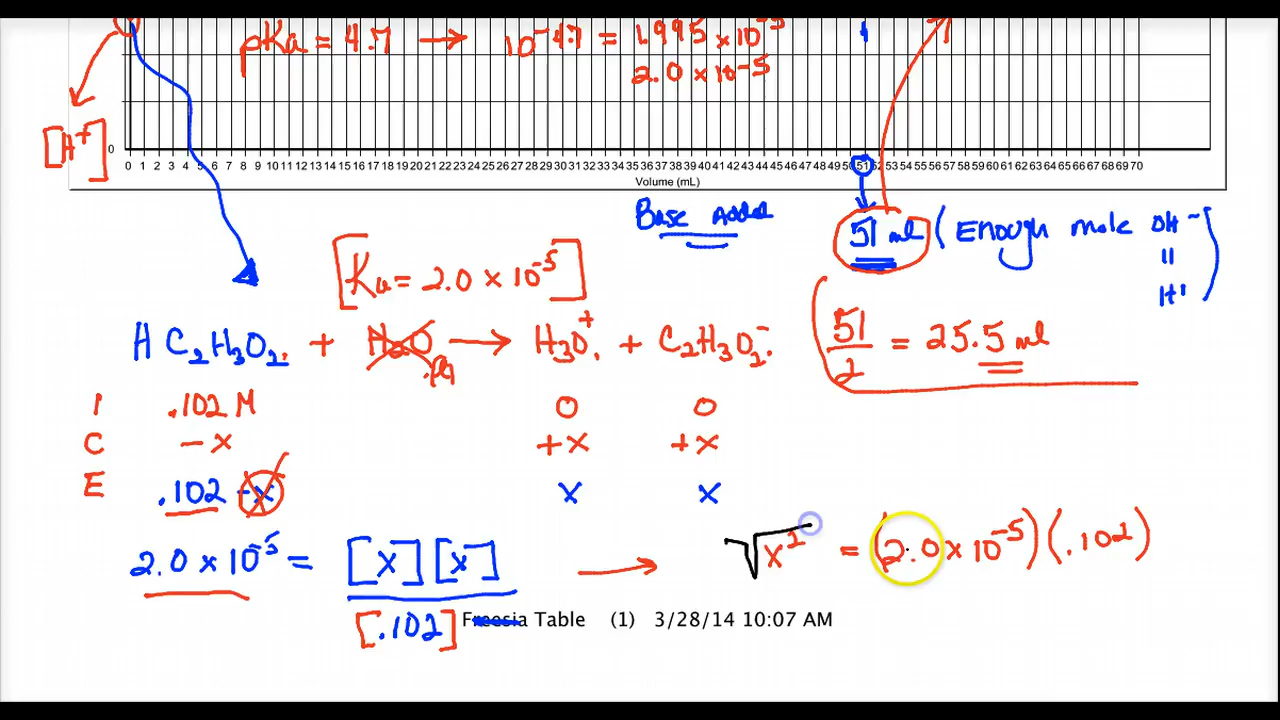 pKa = 4.7 → 10^-4.7 = 1.995 x 10^-5
2.0 x 10^-5
[H+]
0
0 1 2 3 4 5 6 7 8 9 10 11 12 13 14 15 16 17 18 19 20 21 22 23 24 25 26 27 28 29 30 31 32 33 34 35 36 37 38 39 40 41 42 43 44 45 46 47 48 49 50 51 52 53 54 55 56 57 58 59 60 61 62 63 64 65 66 67 68 69 70
Volume (mL)
Base Added
51 ml (Enough mole OH-
"
H+)
[Ka = 2.0 x 10^-5]
HC2H3O2 + H2O → H3O+ + C2H3O2-
51/2 = 25.5 ml
I .102 M 0 0
C -x +x +x
E .102 -x x x
2.0 x 10^-5 = [x][x] / [.102] → √x^2 = (2.0 x 10^-5)(.102)
Freesia Table (1) 3/28/14 10:07 AM